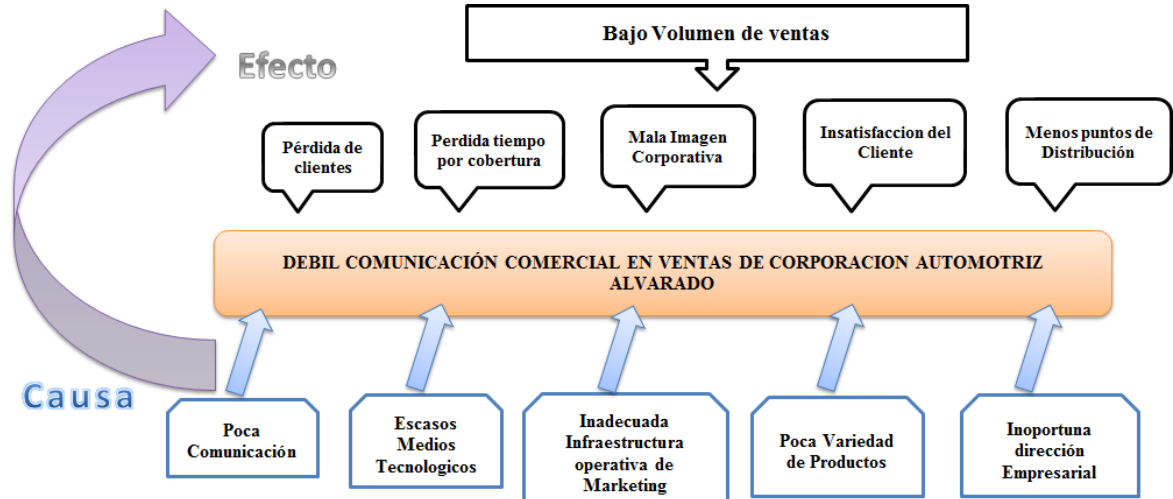 Bajo Volumen de ventas
Efecto
Pérdida de
clientes
Perdida tiempo
por cobertura
Mala Imagen
Corporativa
Insatisfaccion del
Cliente
Menos puntos de
Distribución
DEBIL COMUNICACIÓN COMERCIAL EN VENTAS DE CORPORACION AUTOMOTRIZ
ALVARADO
Causa
Poca
Comunicación
Escasos
Medios
Tecnologicos
Inadecuada
Infraestructura
operativa de
Marketing
Poca Variedad
de Productos
Inoportuna
dirección
Empresarial